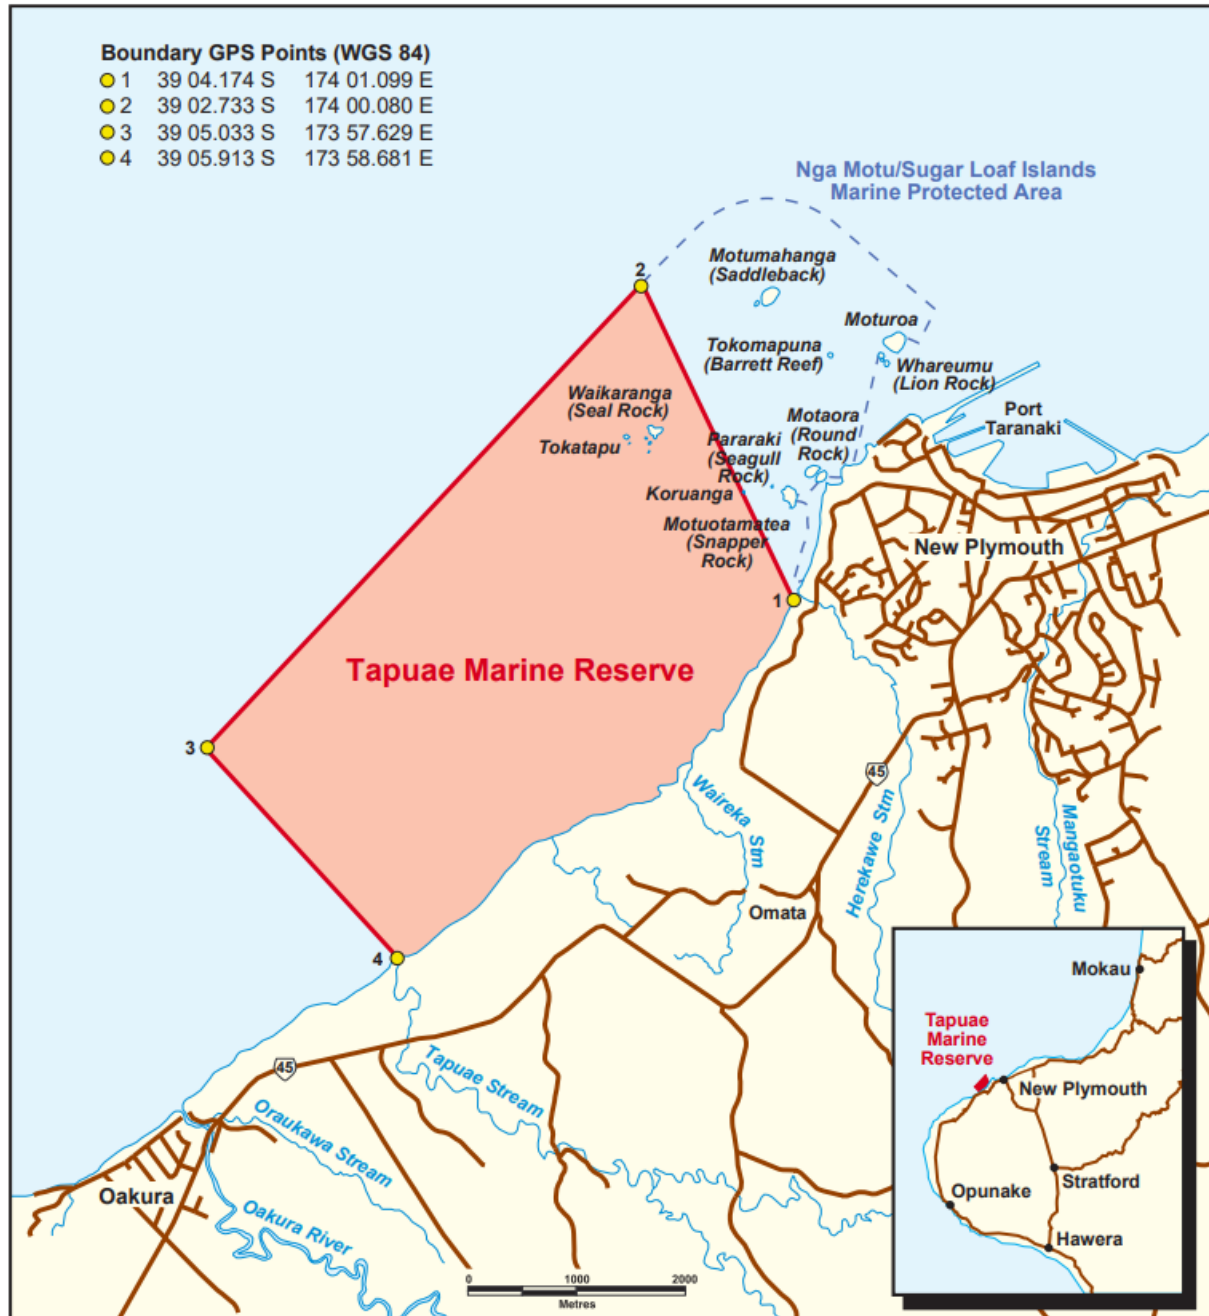 Boundary GPS Points (WGS 84)
1 39 04.174 S 174 01.099 E
2 39 02.733 S 174 00.080 E
3 39 05.033 S 173 57.629 E
4 39 05.913 S 173 58.681 E
Nga Motu/Sugar Loaf Islands
Marine Protected Area
2
Motumahanga
(Saddleback)
Moturoa
Tokomapuna
(Barrett Reef)
Whareumu
(Lion Rock)
Waikaranga
(Seal Rock)
Tokatapu
Port
Taranaki
Motaora
(Round
Rock)
Pararaki
(Seagull
Rock)
Koruanga
Motuotamatea
(Snapper
Rock)
New Plymouth
1
Tapuae Marine Reserve
3
45
Waireka Stm
Herekawe Stm
Mangaotuku
Stream
Omata
4
45
Tapuae Stream
Oraukawa Stream
Oakura
Oakura River
0 1000 2000
Metres
Mokau
Tapuae
Marine
Reserve
New Plymouth
Stratford
Opunake
Hawera